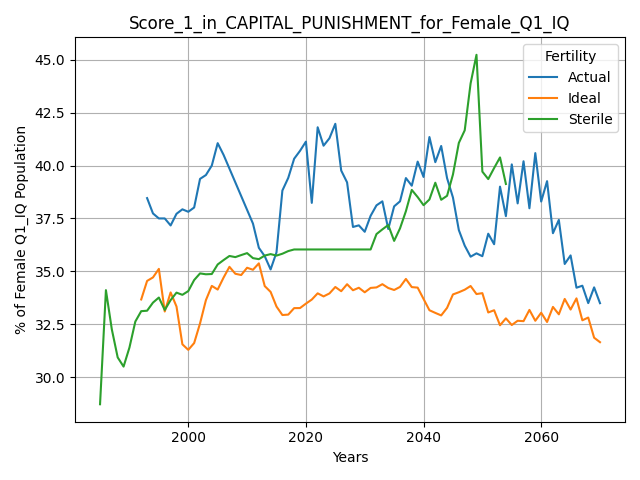 Score_1_in_CAPITAL_PUNISHMENT_for_Female_Q1_IQ
% of Female Q1_IQ Population
45.0
42.5
40.0
37.5
35.0
32.5
30.0
Fertility
Actual
Ideal
Sterile
2000
2020
2040
2060
Years